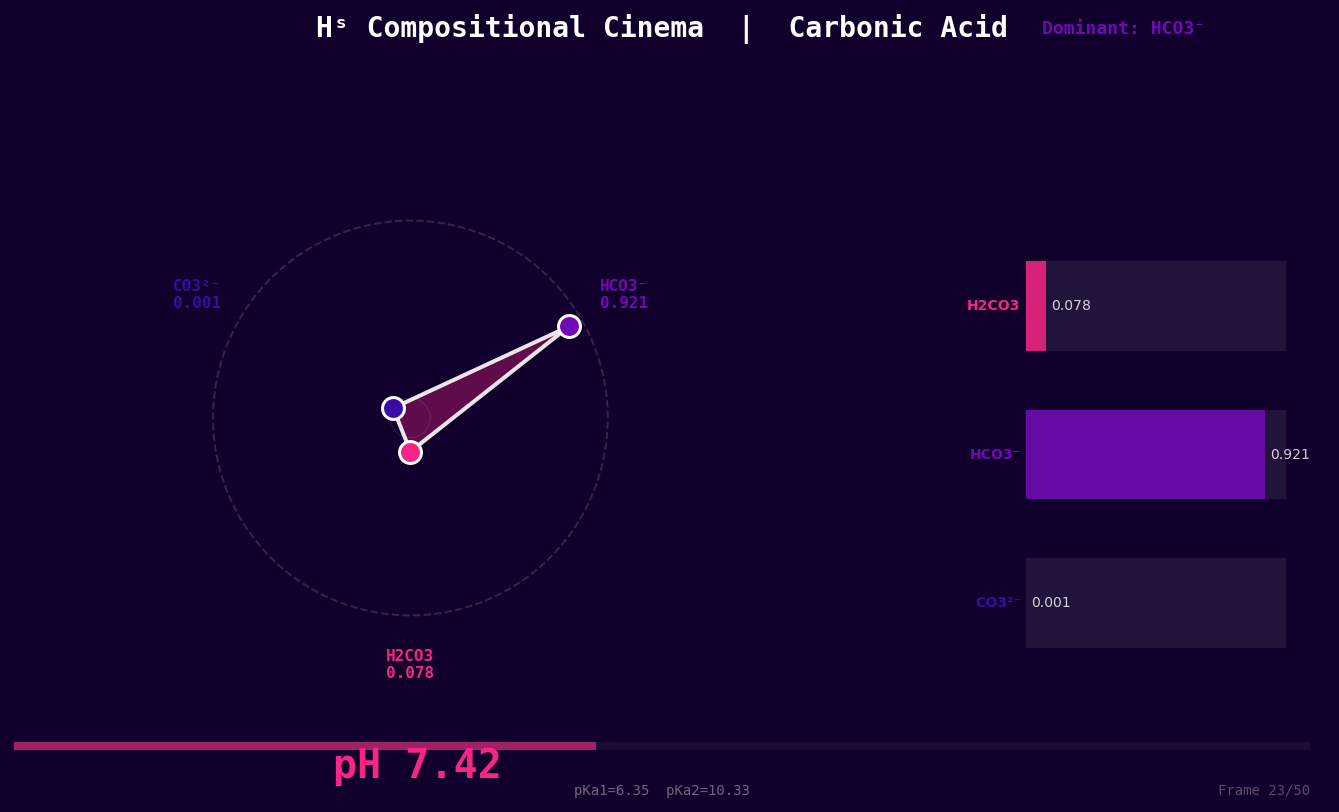 Hˢ Compositional Cinema | Carbonic Acid
Dominant: HCO3⁻
CO3²⁻
0.001
HCO3⁻
0.921
H2CO3
0.078
H2CO3
0.078
HCO3⁻
0.921
CO3²⁻
0.001
pH 7.42
pKa1=6.35 pKa2=10.33
Frame 23/50